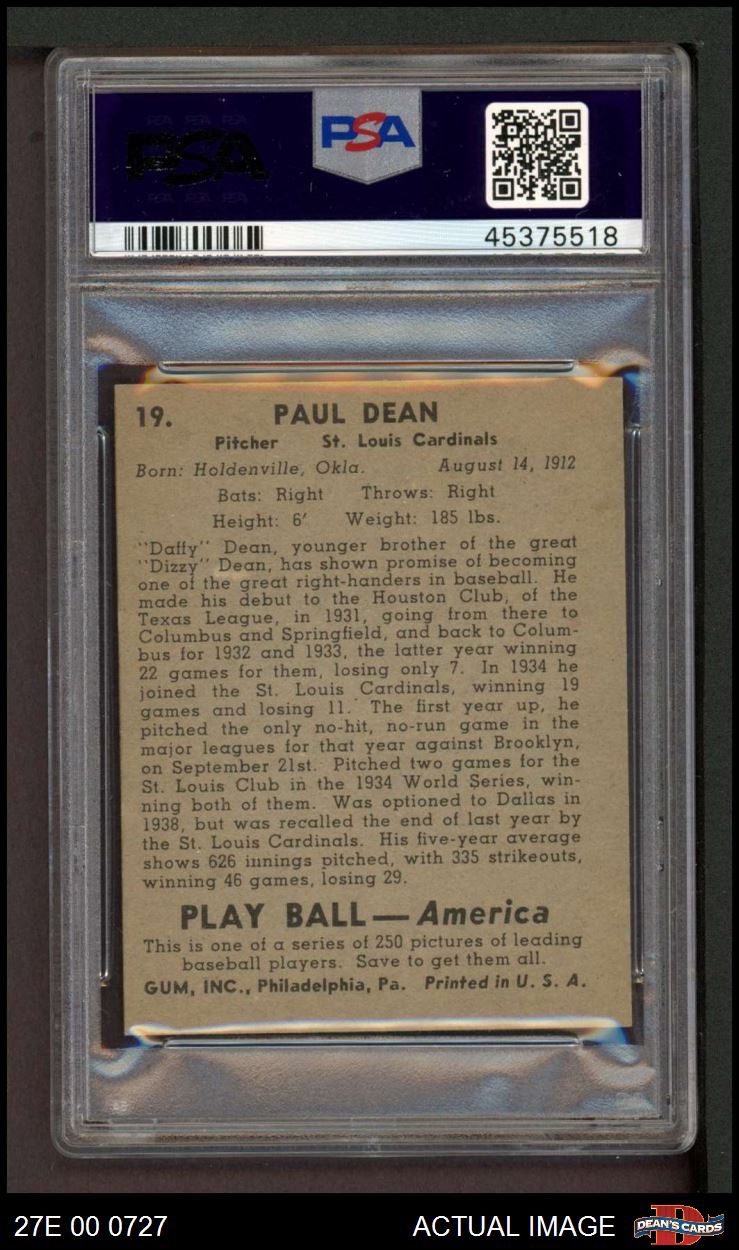 PSA
PSA
45375518
19. PAUL DEAN
Pitcher St. Louis Cardinals
Born: Holdenville, Okla. August 14, 1912
Bats: Right Throws: Right
Height: 6′ Weight: 185 lbs.
"Daffy" Dean, younger brother of the great
"Dizzy" Dean, has shown promise of becoming
one of the great right-handers in baseball. He
made his debut to the Houston Club, of the
Texas League, in 1931, going from there to
Columbus and Springfield, and back to Colum-
bus for 1932 and 1933, the latter year winning
22 games for them, losing only 7. In 1934 he
joined the St. Louis Cardinals, winning 19
games and losing 11. The first year up, he
pitched the only no-hit, no-run game in the
major leagues for that year against Brooklyn,
on September 21st. Pitched two games for the
St. Louis Club in the 1934 World Series, win-
ning both of them. Was optioned to Dallas in
1938, but was recalled the end of last year by
the St. Louis Cardinals. His five-year average
shows 626 innings pitched, with 335 strikeouts,
winning 46 games, losing 29.
PLAY BALL—America
This is one of a series of 250 pictures of leading
baseball players. Save to get them all.
GUM, INC., Philadelphia, Pa. Printed in U. S. A.
27E 00 0727 ACTUAL IMAGE DEAN'S CARDS